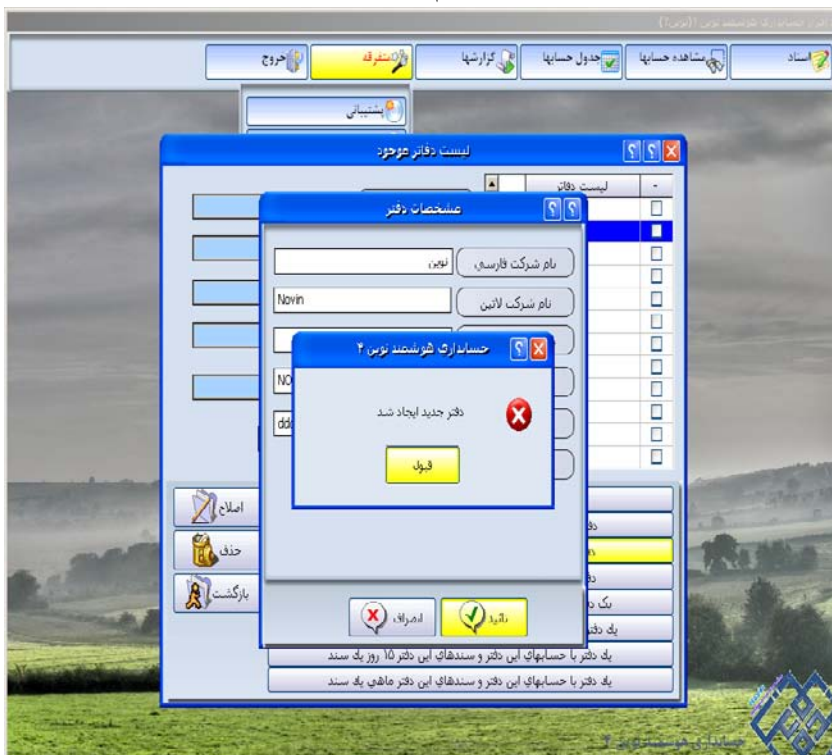 اسناد
مشاهده حسابها
جدول حسابها
گزارشها
متفرقه
خروج
پشتیبانی
لیست دفاتر موجود
لیست دفاتر
-
مشخصات دفتر
نام شرکت فارسی
نوین
نام شرکت لاتین
Novin
حسابداری هوشمند نوین ۴
دفتر جدید ایجاد شد
قبول
اصلاح
حذف
بازگشت
تائید
انصراف
یک دفتر با حسابهای این دفتر و سندهای این دفتر ۱۵ روز یک سند
یک دفتر با حسابهای این دفتر و سندهای این دفتر ماهی یک سند